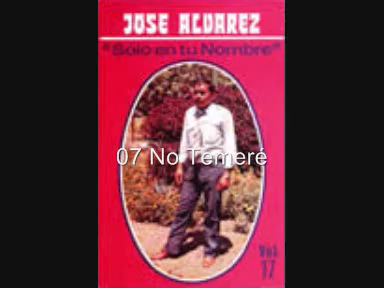 JOSE ALVAREZ
"Solo en tu Nombre"
07 No Temeré
Vol.
17